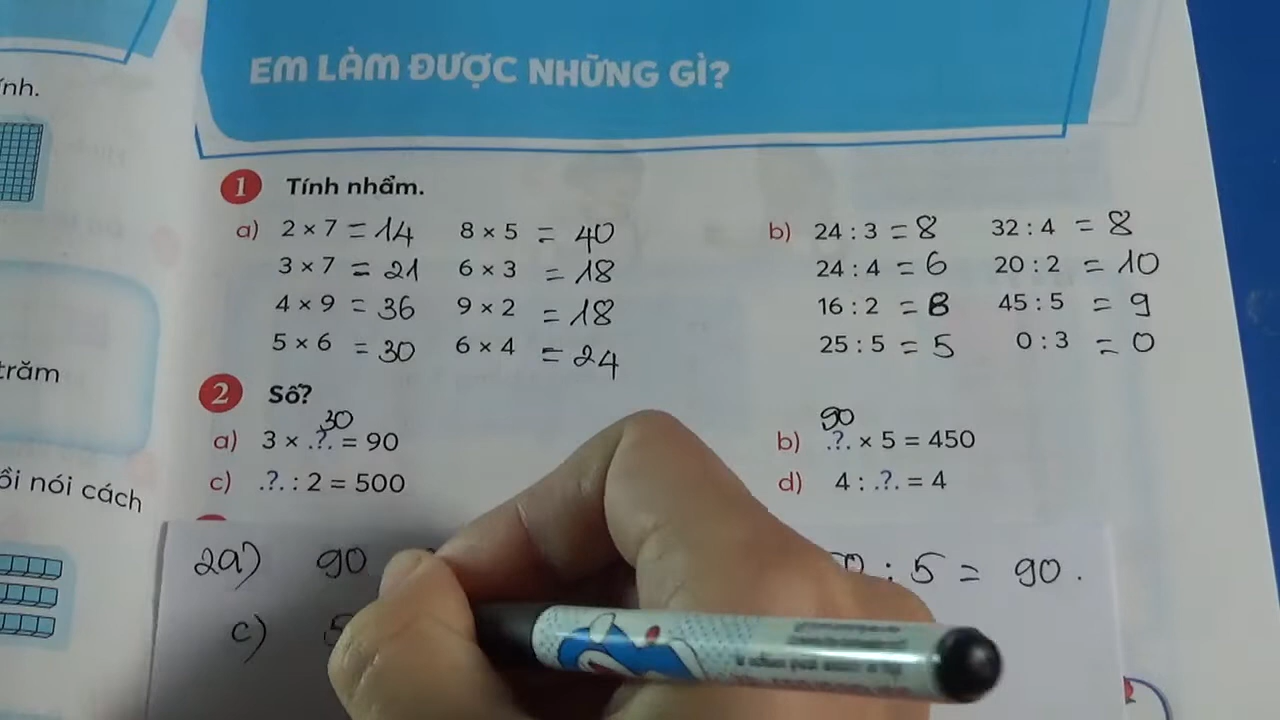 EM LÀM ĐƯỢC NHỮNG GÌ?
ính.
1 Tính nhẩm.
a) 2 × 7 = 14 8 × 5 = 40 b) 24 : 3 = 8 32 : 4 = 8
3 × 7 = 21 6 × 3 = 18 24 : 4 = 6 20 : 2 = 10
4 × 9 = 36 9 × 2 = 18 16 : 2 = 8 45 : 5 = 9
5 × 6 = 30 6 × 4 = 24 25 : 5 = 5 0 : 3 = 0
trăm
2 Số?
30 90
a) 3 × .?. = 90 b) .?. × 5 = 450
c) .?. : 2 = 500 d) 4 : .?. = 4
ồi nói cách
2a) 90 : 5 = 90.
c) 5